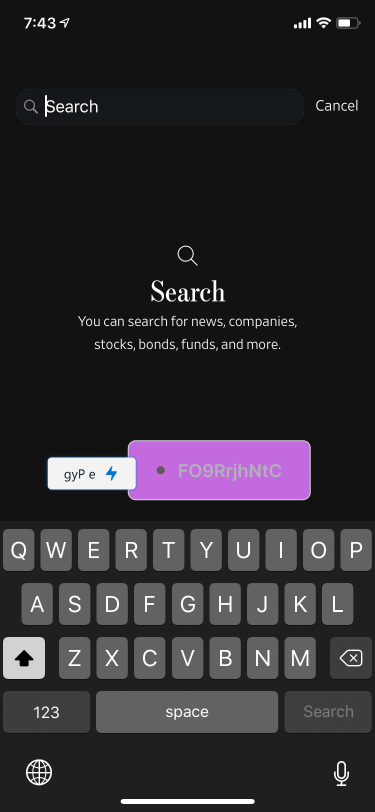 7:43
Search
Cancel
Search
You can search for news, companies,
stocks, bonds, funds, and more.
gyP e
FO9RrjhNtC
Q W E R T Y U I O P
A S D F G H J K L
Z X C V B N M
123 space Search